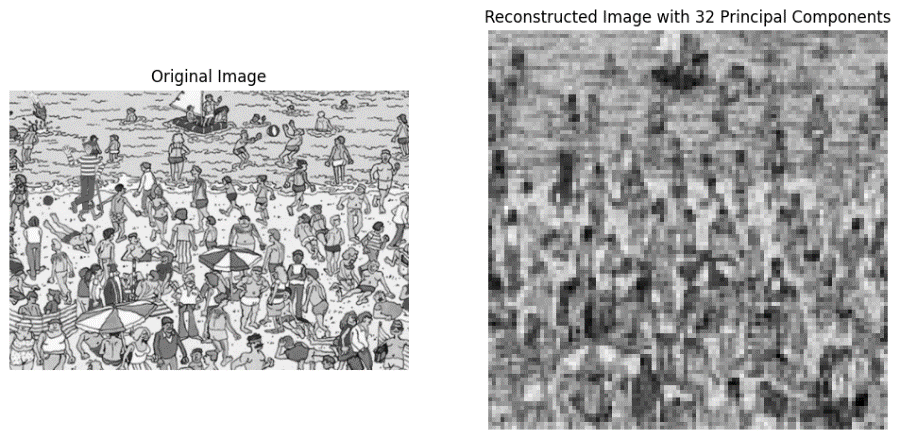 Original Image
Reconstructed Image with 32 Principal Components